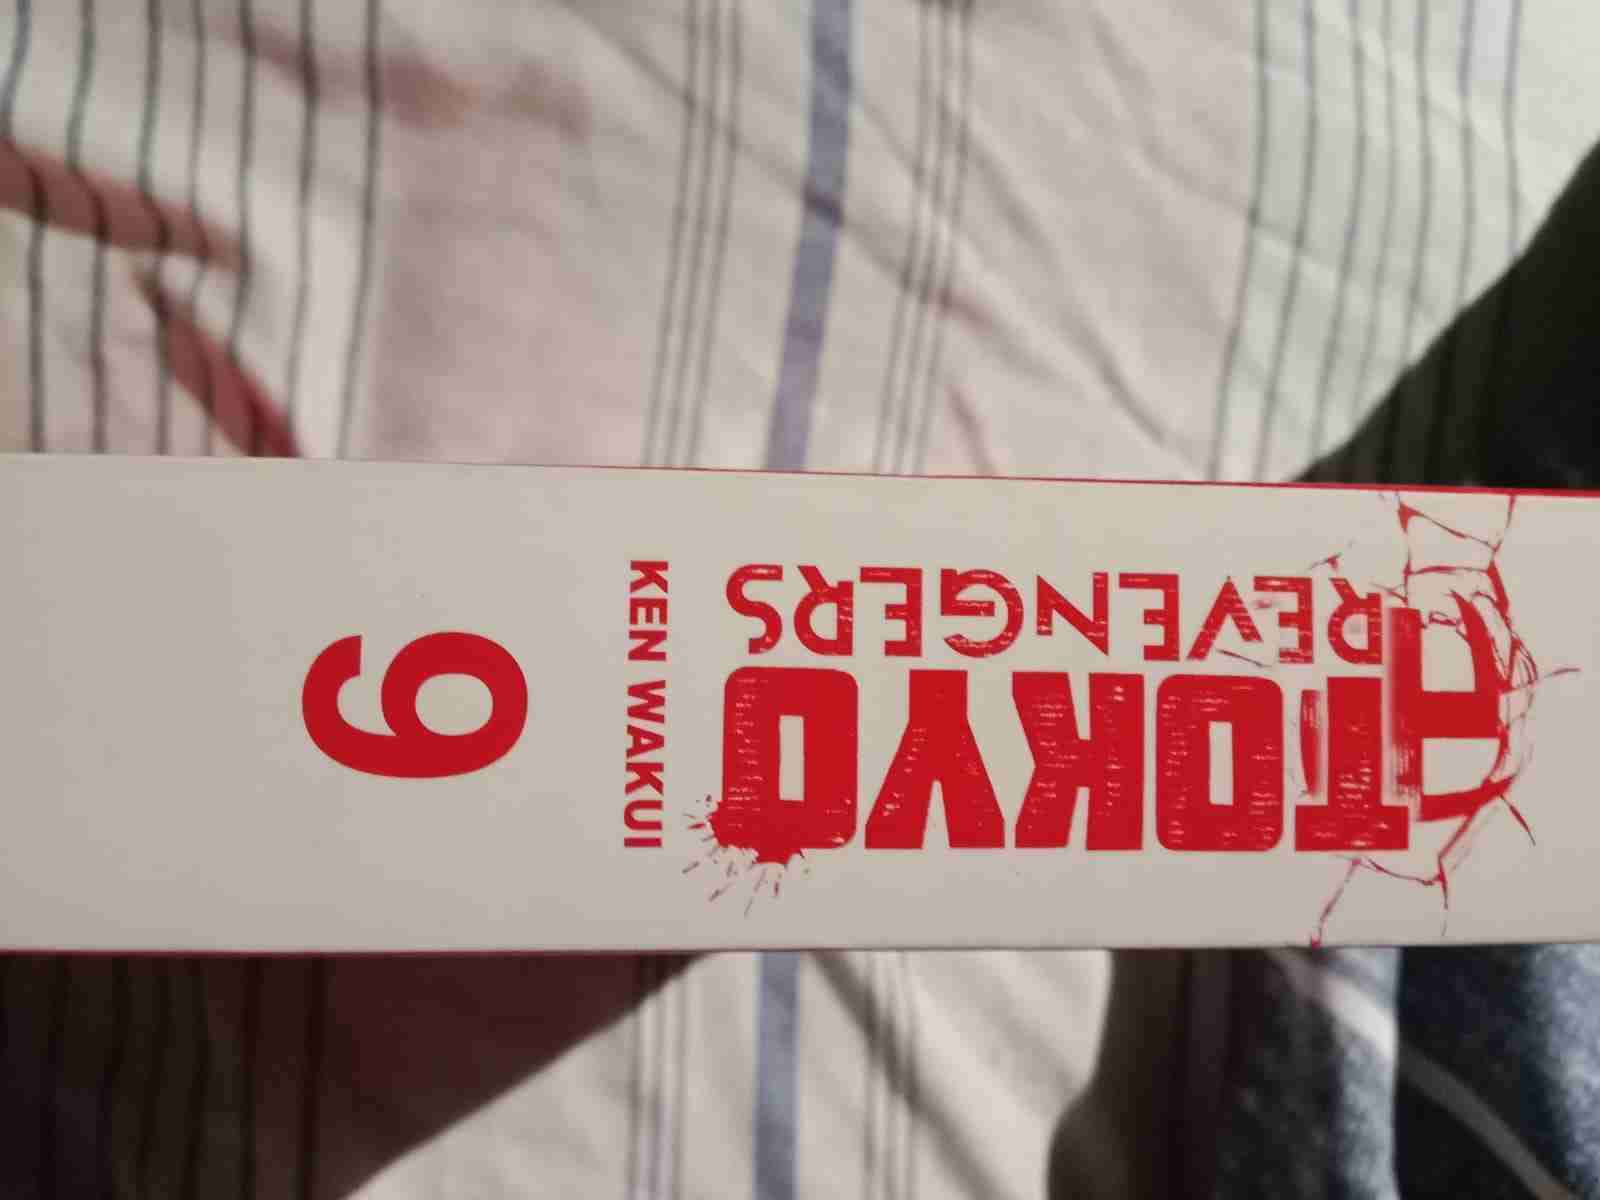 TOKYO
REVENGERS
KEN WAKUI
9